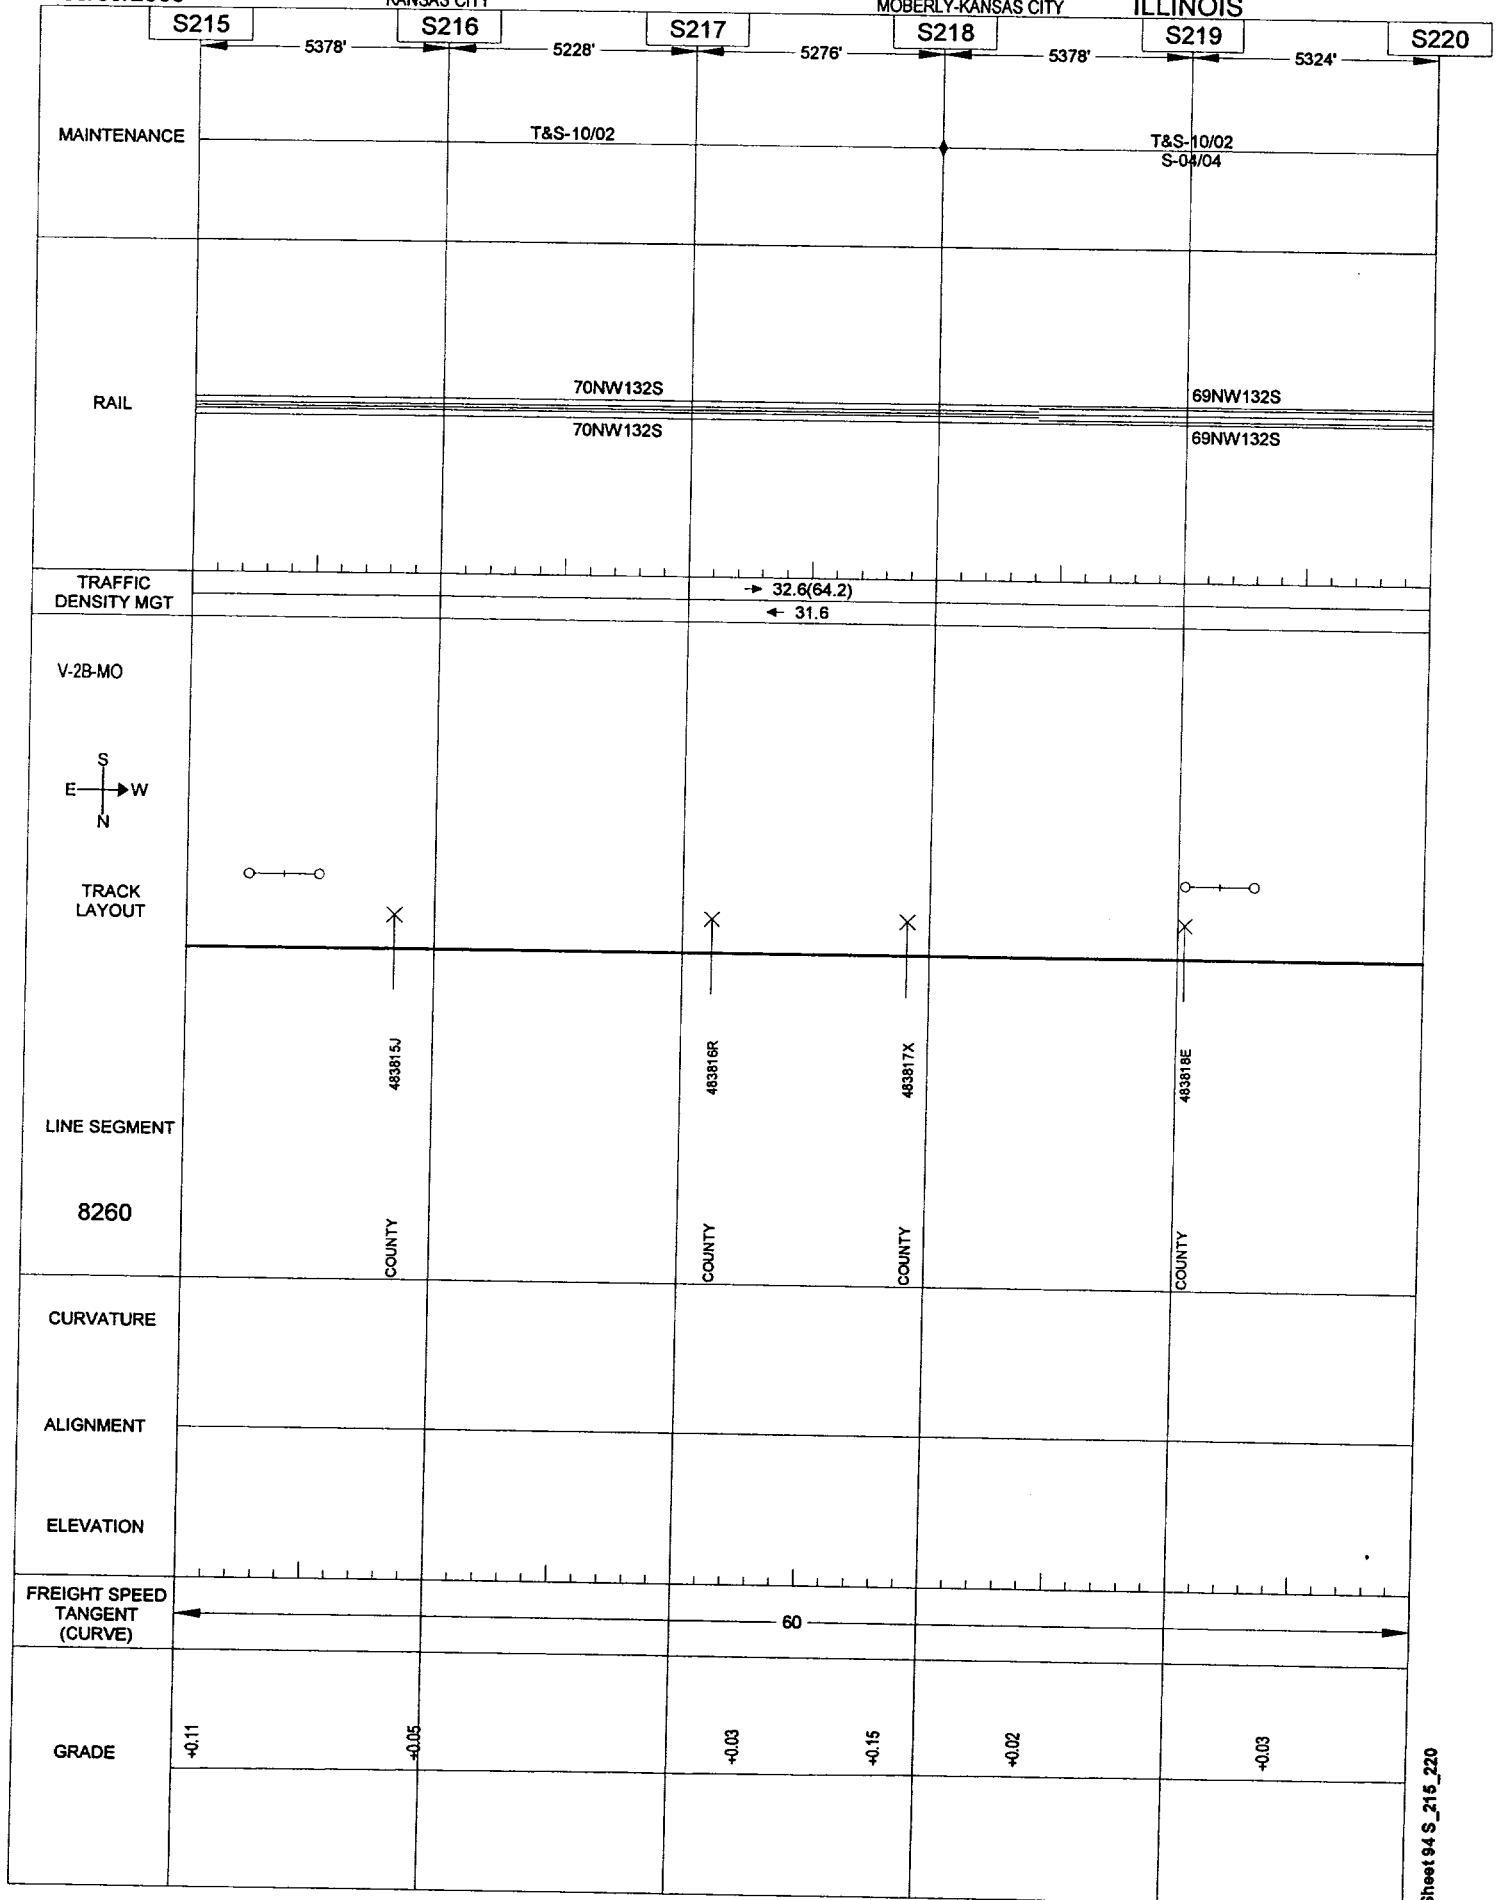 KANSAS CITY
MOBERLY-KANSAS CITY
ILLINOIS
S215 S216 S217 S218 S219 S220
5378' 5228' 5276' 5378' 5324'
MAINTENANCE
T&S-10/02
T&S-10/02
S-04/04
RAIL
70NW132S
69NW132S
70NW132S
69NW132S
TRAFFIC
DENSITY MGT
32.6(64.2)
31.6
V-2B-MO
S
E W
N
TRACK
LAYOUT
483815J
483816R
483817X
483818E
LINE SEGMENT
8260
COUNTY
COUNTY
COUNTY
COUNTY
CURVATURE
ALIGNMENT
ELEVATION
FREIGHT SPEED
TANGENT
(CURVE)
60
GRADE
+0.11
+0.05
+0.03
+0.15
+0.02
+0.03
Sheet 94 S_215_220